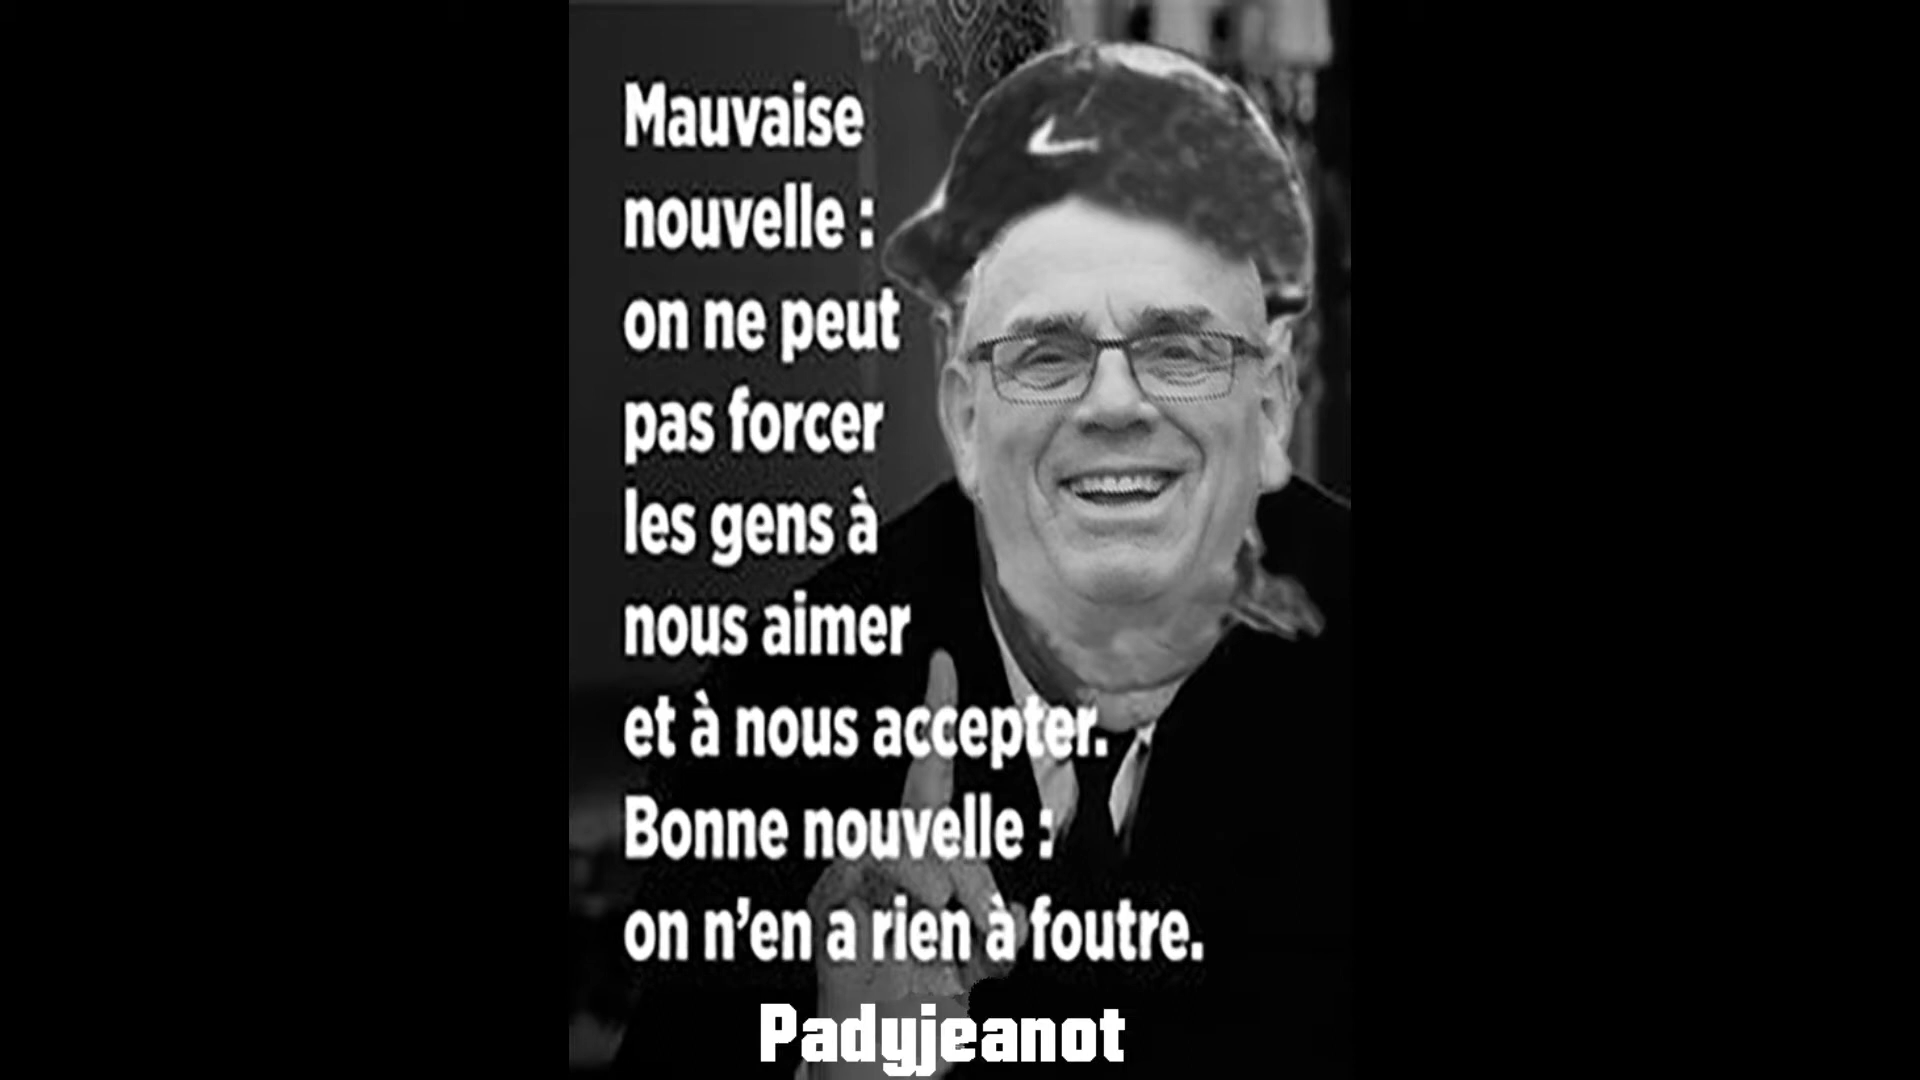 Mauvaise
nouvelle :
on ne peut
pas forcer
les gens à
nous aimer
et à nous accepter.
Bonne nouvelle :
on n’en a rien à foutre.
Padyjeanot